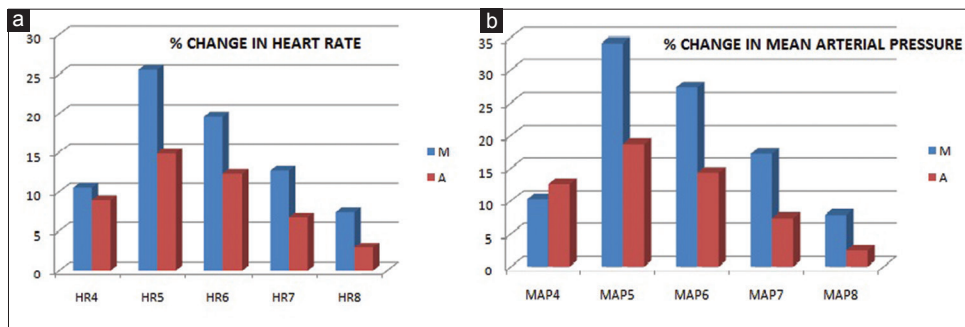 a
% CHANGE IN HEART RATE
30
25
20
15
10
5
0
HR4 HR5 HR6 HR7 HR8
M
A
b
% CHANGE IN MEAN ARTERIAL PRESSURE
35
30
25
20
15
10
5
0
MAP4 MAP5 MAP6 MAP7 MAP8
M
A